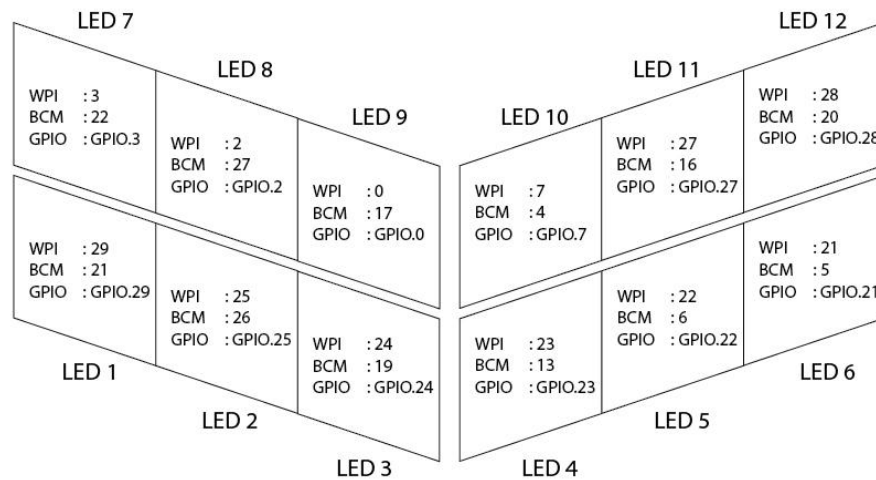 LED 7
LED 8
LED 9
LED 10
LED 11
LED 12
WPI : 3
BCM : 22
GPIO : GPIO.3
WPI : 2
BCM : 27
GPIO : GPIO.2
WPI : 0
BCM : 17
GPIO : GPIO.0
WPI : 7
BCM : 4
GPIO : GPIO.7
WPI : 27
BCM : 16
GPIO : GPIO.27
WPI : 28
BCM : 20
GPIO : GPIO.28
WPI : 29
BCM : 21
GPIO : GPIO.29
WPI : 25
BCM : 26
GPIO : GPIO.25
WPI : 24
BCM : 19
GPIO : GPIO.24
WPI : 23
BCM : 13
GPIO : GPIO.23
WPI : 22
BCM : 6
GPIO : GPIO.22
WPI : 21
BCM : 5
GPIO : GPIO.21
LED 1
LED 2
LED 3
LED 4
LED 5
LED 6